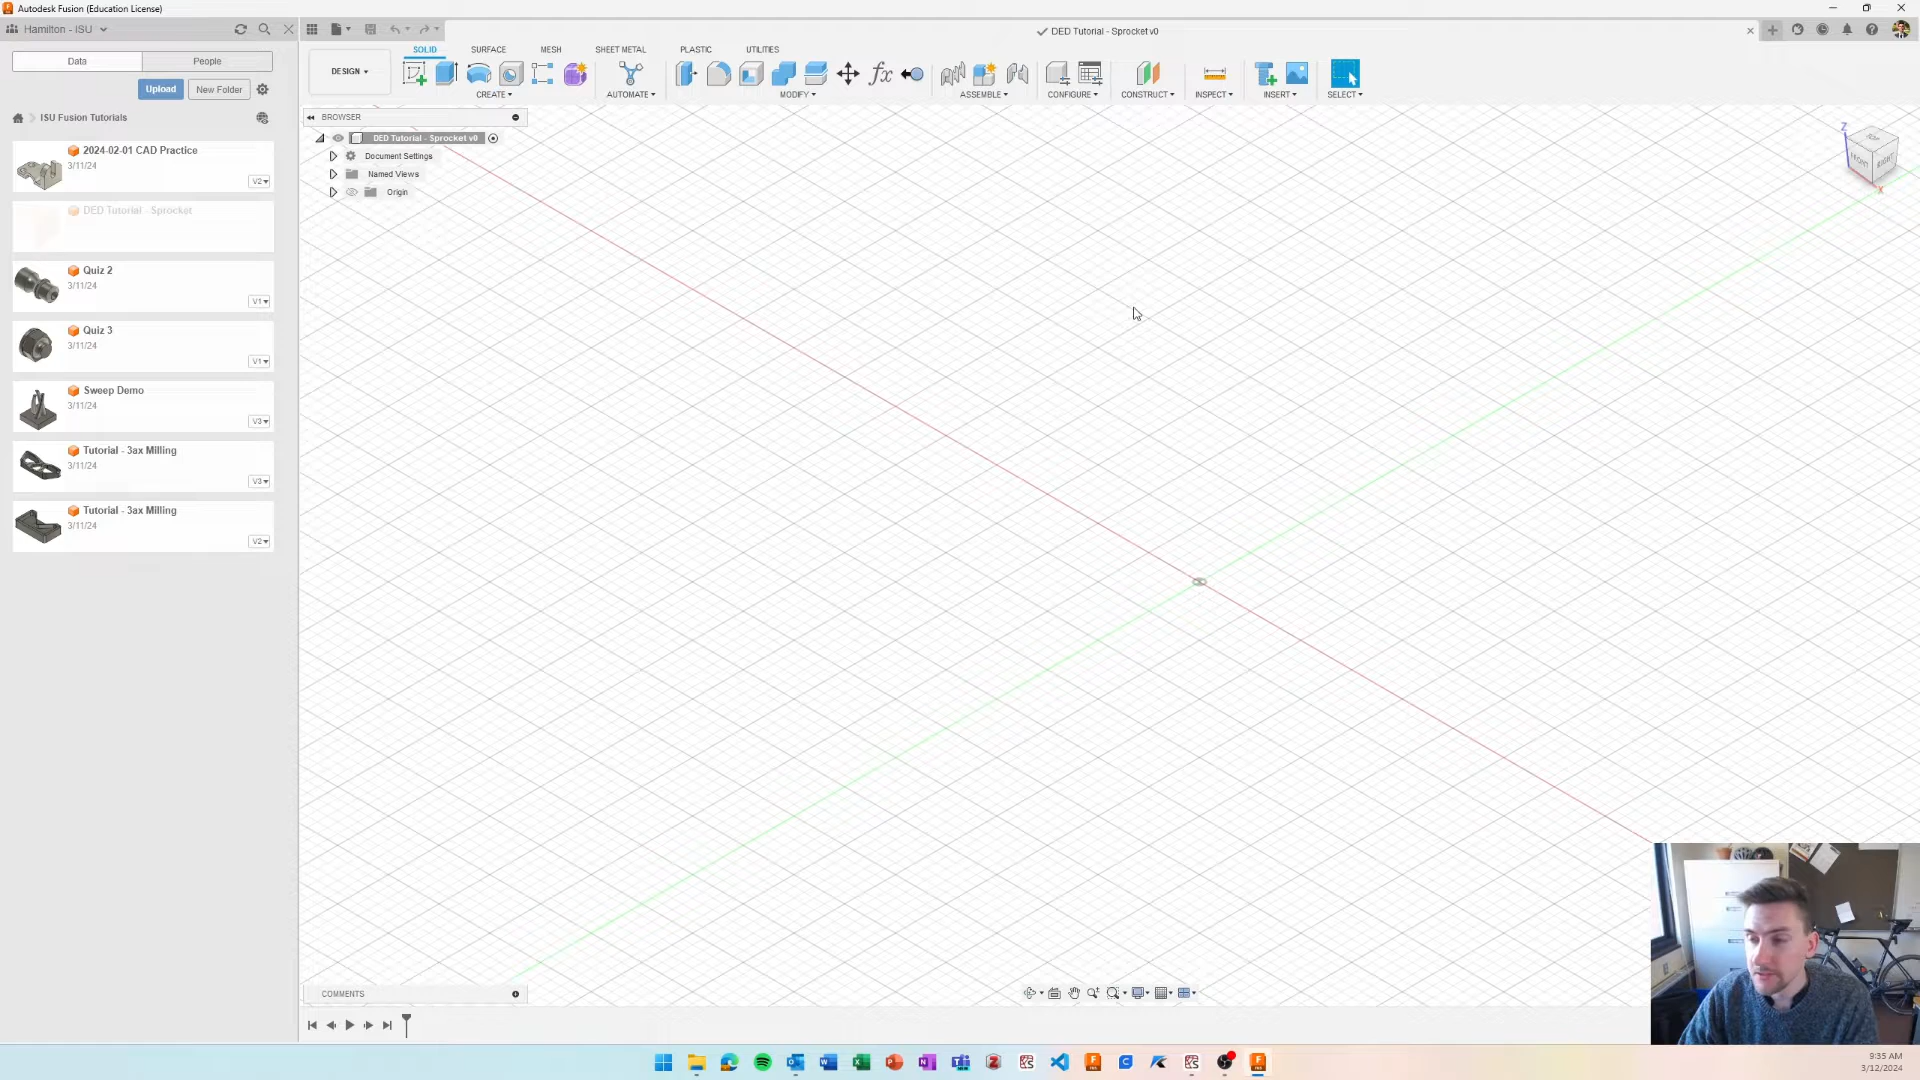 Autodesk Fusion (Education License)
Hamilton - ISU
DED Tutorial - Sprocket v0
Data
People
Upload
New Folder
ISU Fusion Tutorials
2024-02-01 CAD Practice
3/11/24
V2
DED Tutorial - Sprocket
Quiz 2
3/11/24
V1
Quiz 3
3/11/24
V1
Sweep Demo
3/11/24
V3
Tutorial - 3ax Milling
3/11/24
V3
Tutorial - 3ax Milling
3/11/24
V2
DESIGN
SOLID
SURFACE
MESH
SHEET METAL
PLASTIC
UTILITIES
CREATE
AUTOMATE
MODIFY
ASSEMBLE
CONFIGURE
CONSTRUCT
INSPECT
INSERT
SELECT
fx
BROWSER
DED Tutorial - Sprocket v0
Document Settings
Named Views
Origin
Z
TOP
FRONT
RIGHT
X
COMMENTS
9:35 AM
3/12/2024